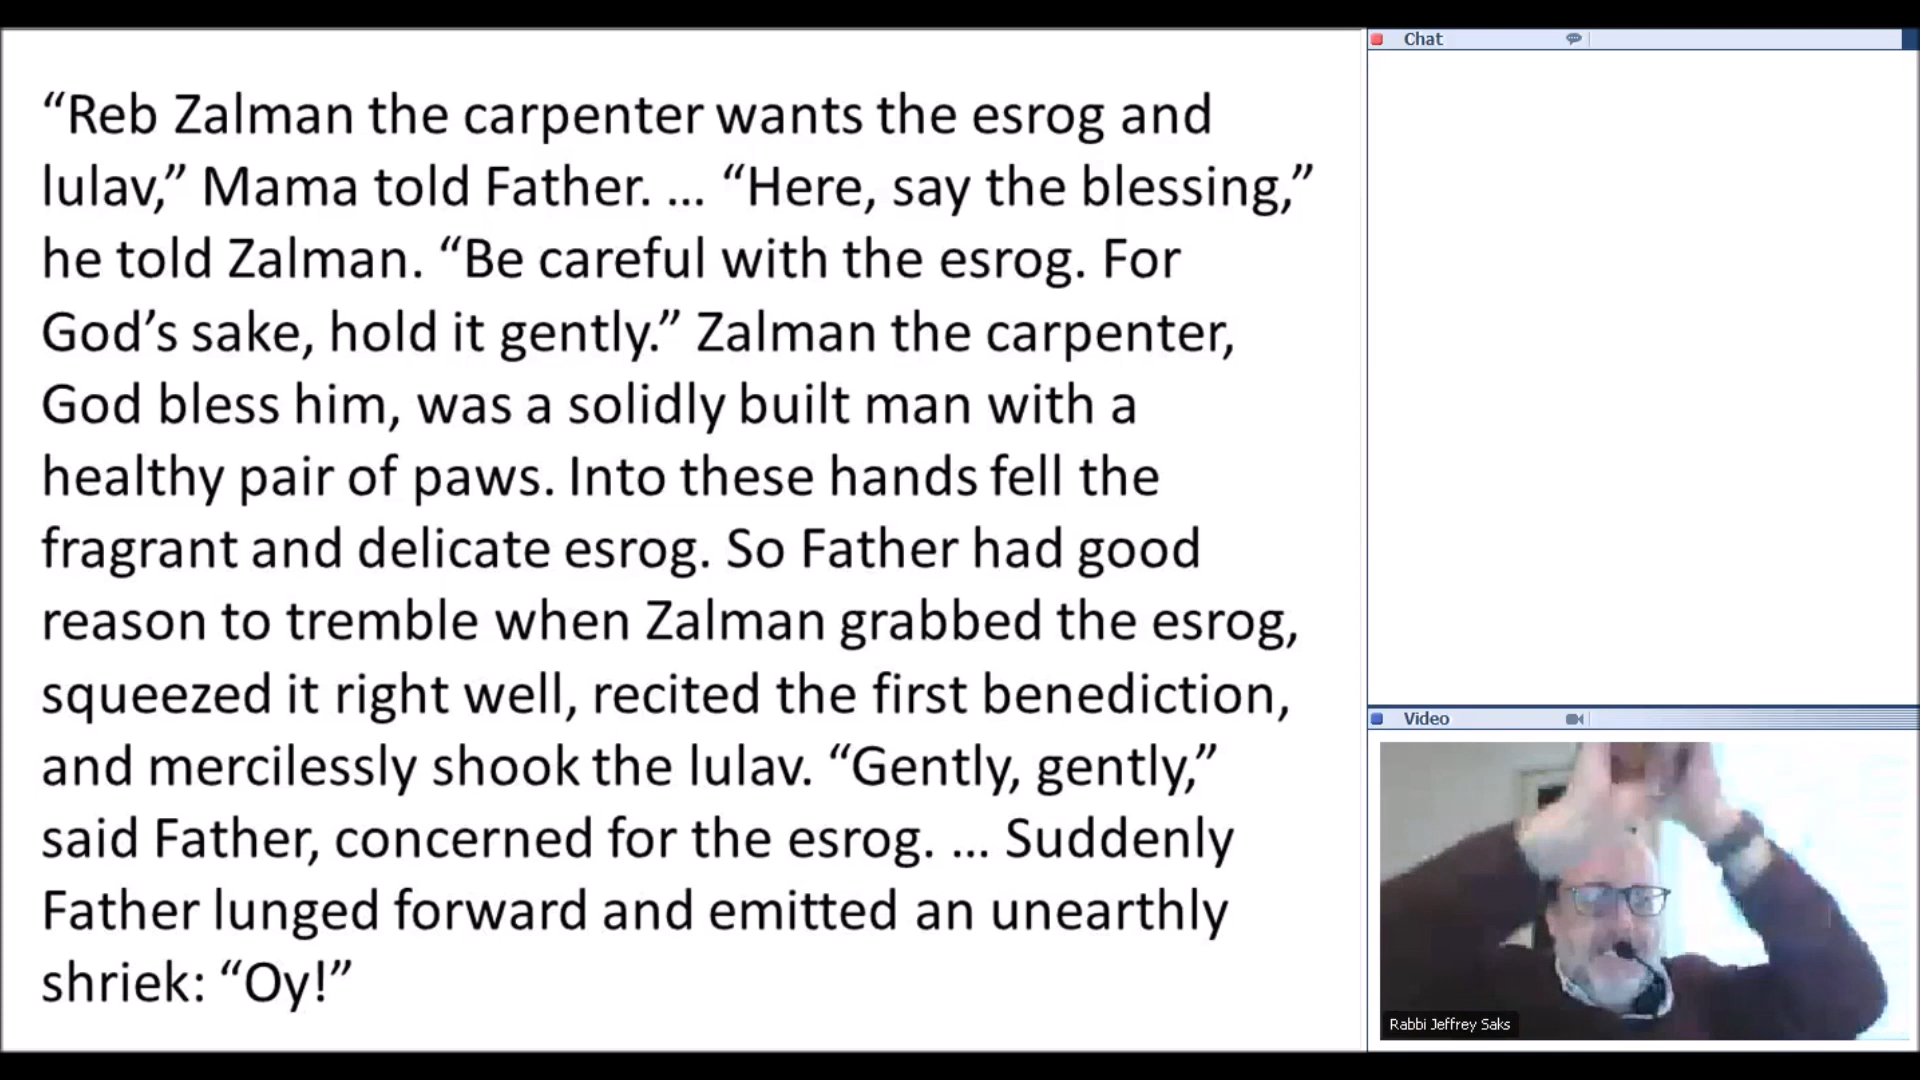 “Reb Zalman the carpenter wants the esrog and
lulav,” Mama told Father. ... “Here, say the blessing,”
he told Zalman. “Be careful with the esrog. For
God’s sake, hold it gently.” Zalman the carpenter,
God bless him, was a solidly built man with a
healthy pair of paws. Into these hands fell the
fragrant and delicate esrog. So Father had good
reason to tremble when Zalman grabbed the esrog,
squeezed it right well, recited the first benediction,
and mercilessly shook the lulav. “Gently, gently,”
said Father, concerned for the esrog. ... Suddenly
Father lunged forward and emitted an unearthly
shriek: “Oy!”
Chat
Video
Rabbi Jeffrey Saks